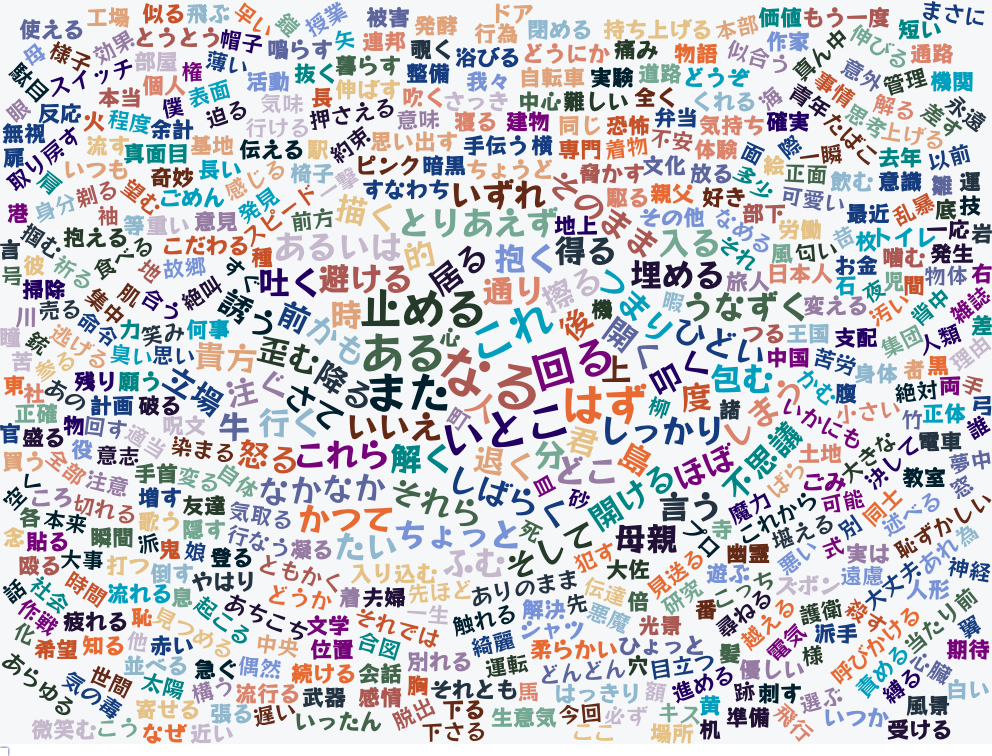 使える 工場 似る 飛ぶ 早い 鐘 授業 被害 発酵 ドア 行為 閉める 持ち上げる 本部 価値 もう一度 短い まさに
母 様子 効果 とうとう 帽子 鳴らす 矢 連邦 覗く 浴びる どうにか 痛み 物語 似合う 作家 真ん中 伸びる 通路
駄目 スイッチ 部屋 権 薄い 活動 抜く 暮らす 整備 我々 自転車 実験 道路 どうぞ 事情 意外 管理 機関
眼 本当 個人 僕 表面 気味 長 伸ばす 吹く さっき 中心 難しい 全く くれる 海 青年 解る 差す 永遠
反応 火 程度 余計 迫る 行ける 押さえる 意味 寝る 建物 同じ 恐怖 弁当 気持ち 確実 たばこ 思考 上げる
無視 扉 取り戻す 流す 真面目 基地 伝える 駅 約束 思い出す 手伝う 横 専門 着物 不安 体験 面 際 一瞬 去年 以前
肩 いつも 奇妙 長い 椅子 一撃 ピンク 暗黒 ちょうど 脅かす 文化 放る 多少 絵 正面 飲む 意識 雛 運
身分 剃る 望む ごめん 感じる 発見 スピード すなわち いずれ そのまま 駆る 親父 好き 可愛い 最近 乱暴 底 技
港 袖 等 重い 意見 前方 描く とりあえず 地上 その他 なめる 部下 労働 枚 トイレ 一応 岩
言 掴む 抱える 食べる こだわる 種 あるいは 的 居る 抱く 得る 入る それ 風 匂い お金 噛む 発生
号 彼 祈る 地 故郷 すぐ 吐く 避ける 通り 擦る 埋める 旅人 日本人 石 夜 児 間 物体 右
掃除 集中 肌 合う 絶叫 誘う 前 時 止める つまり 機 暇 うなずく 変える 汚い 当中 雑誌
川 売る 命令 力 笑み 何事 かも 心 これ 後 開く ひどい つる 王国 支配 集団 人類 差
瞳 銃 逃げる 臭い 思い 貴方 歪む 降る ある なる 回る 上 叩く 包む 中国 苦労 身体 者 黒 理由
苦 参る 残り 願う 立場 注ぐ さて また 人 はず 柳 度 諸 しまう かむ 腹 絶対 両 手
東 社 あの 計画 破る 町 いとこ しっかり いかにも 小さい 竹 正体 弓
正確 物 回す 適当 呪文 牛 行く いいえ 君 不思議 土地 大きな 決して 電車 誰
官 盛る 役 意志 染まる 怒る これら 解く 退く 分 どこ 島 ほぼ ばら ごみ 教室 夢中
買う 全部 注意 手首 変る 自体 なかなか それら しばらく 目 砂 開ける 言う 魔力 可能 同士 窓
空く ころ 切れる 増す 友達 気取る かつて ちょっと 死 プロ 寺 これから 堪える 別 述べる 恥ずかしい
念 各 本来 瞬間 歌う 隠す 行なう 凝る たい そして 母親 幽霊 悪い 式 実は あれ 為
貼る 大事 派 鬼 娘 登る ともかく 入り込む ふむ 犯す 大佐 見送る 遊ぶ こっち ズボン 遠慮 大丈夫 人形 神経
殴る 打つ 倒す やはり ありのまま 伝達 倍 研究 番 尋ねる 護衛 殺す 当たり前
話 社会 時間 流れる 息 起こる どうか 着 夫婦 先ほど 一生 触れる 解決 先 悪魔 光景 越える 電気 派手 呼びかける 翼
作戦 疲れる 恥 見つめる あちこち 文学 それでは シャツ 綺麗 柔らかい ひょっと 髪 様 責める 心臓 期待
化 希望 知る 他 赤い 中央 位置 合図 別れる 運転 どんどん 穴 目立つ 優しい 縛る
あらゆる 世間 並べる 急ぐ 偶然 続ける 会話 胸 それとも 馬 はっきり 額 進める 跡 刺す 選ぶ 風景 白い
気の毒 太陽 構う 流行る 武器 感情 脱出 下る 生意気 今回 必ず キス 黄 準備 飛行 いつか
微笑む こう 寄せる なぜ 近い 張る 遅い いったん 下さる ここ 場所 机 受ける